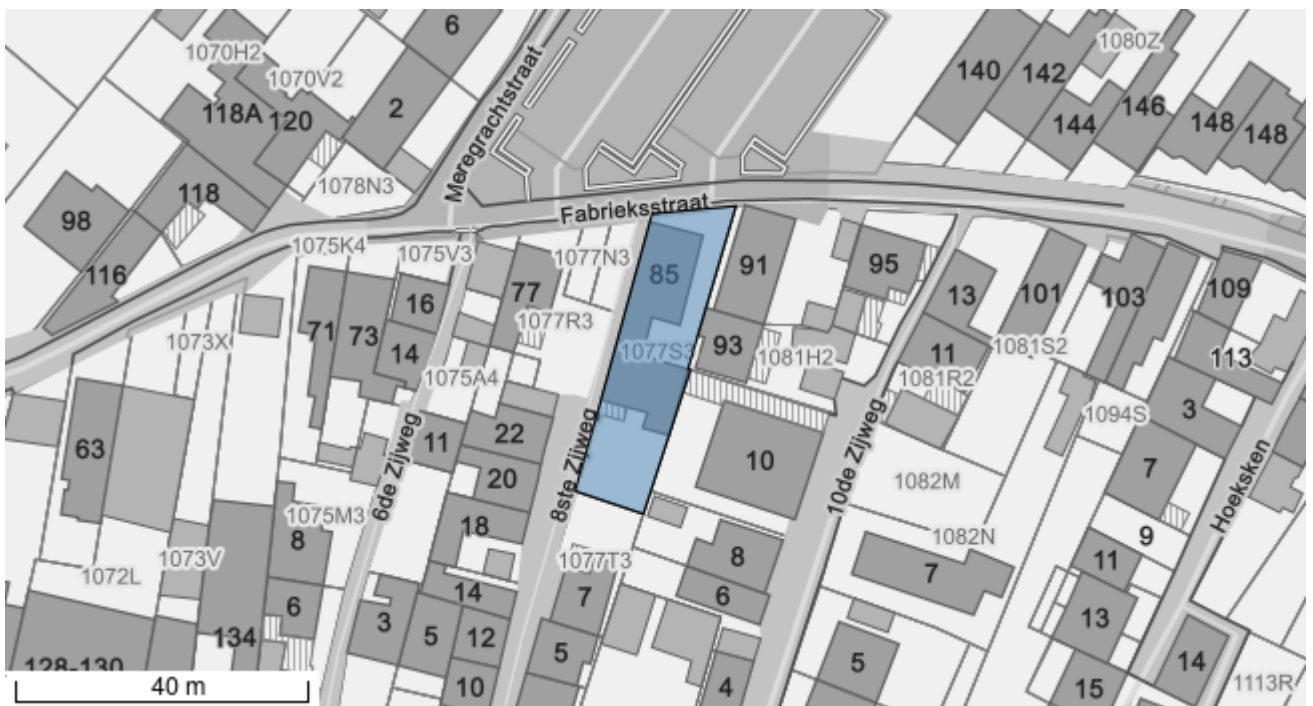 6
1080Z
1070H2
142
140
1070V2
146
118A
120
2
144
148
148
Meregrachtstraat
1078N3
118
98
Fabrieksstraat
1075K4
1075V3
1077N3
116
85
91
95
16
77
13
101
103
109
1077R3
1073X
71
73
14
1077S3
93
1081H2
11
1081S2
113
1075A4
1081R2
3
1094S
63
11
22
20
10
7
6de Zijweg
8ste Zijweg
10de Zijweg
Hoeksken
1082M
1075M3
18
8
1073V
1077T3
8
1082N
9
1072L
7
11
6
14
7
6
134
3
5
12
5
13
128-130
5
14
40 m
10
4
15
1113R